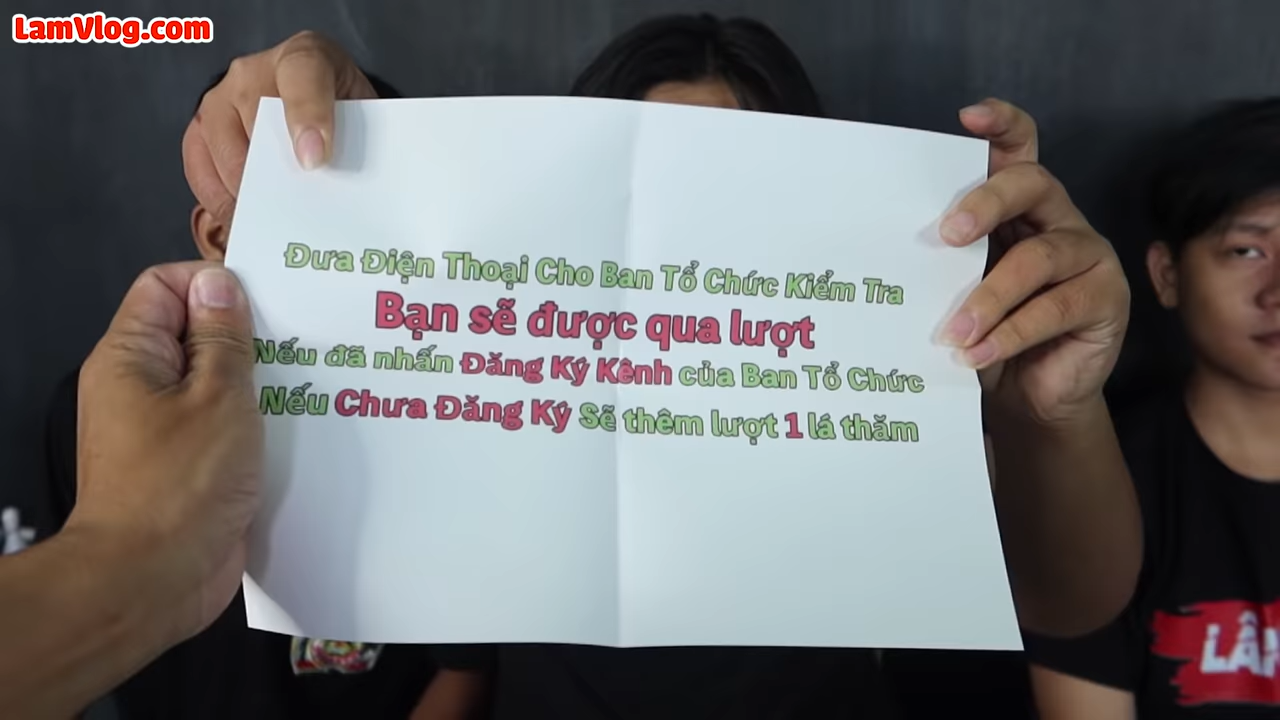 LamVlog.com
Đưa Điện Thoại Cho Ban Tổ Chức Kiểm Tra
Bạn sẽ được qua lượt
Nếu đã nhấn Đăng Ký Kênh của Ban Tổ Chức
Nếu Chưa Đăng Ký Sẽ thêm lượt 1 lá thăm